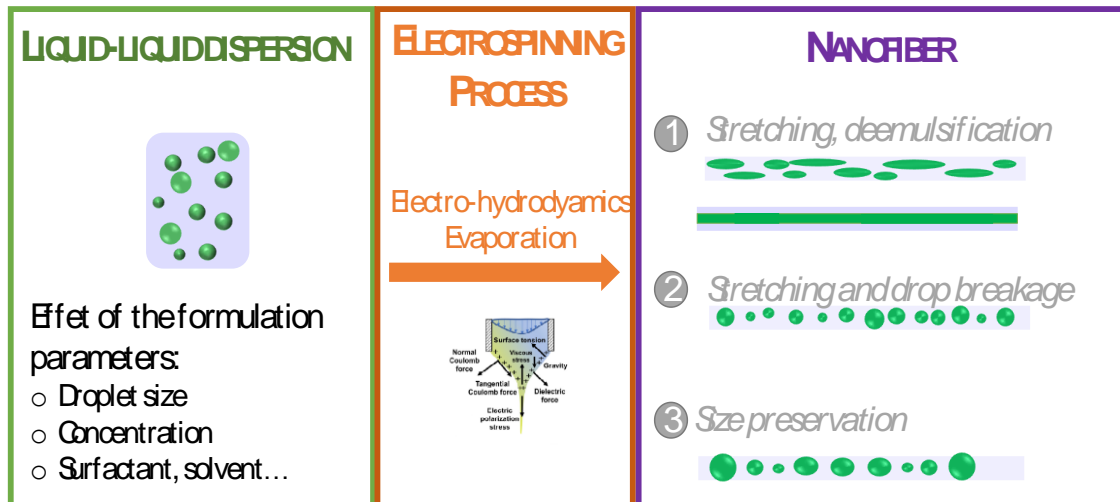 LIQUID-LIQUID DISPERSION
Effet of the formulation
parameters:
○ Droplet size
○ Concentration
○ Surfactant, solvent…
ELECTROSPINNING
PROCESS
Electro-hydrodyamics
Evaporation
Surface tension
Normal
Coulomb
force
Viscous
stress
Gravity
Tangential
Coulomb force
Dielectric
force
Electric
polarization
stress
NANOFIBER
1 Stretching, deemulsification
2 Stretching and drop breakage
3 Size preservation